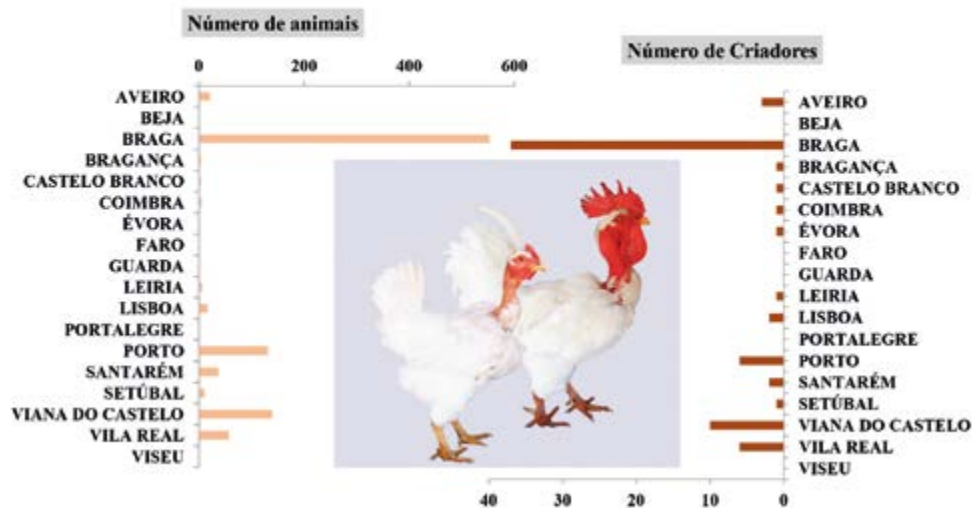 Número de animais
0 200 400 600
AVEIRO
BEJA
BRAGA
BRAGANÇA
CASTELO BRANCO
COIMBRA
ÉVORA
FARO
GUARDA
LEIRIA
LISBOA
PORTALEGRE
PORTO
SANTARÉM
SETÚBAL
VIANA DO CASTELO
VILA REAL
VISEU
Número de Criadores
AVEIRO
BEJA
BRAGA
BRAGANÇA
CASTELO BRANCO
COIMBRA
ÉVORA
FARO
GUARDA
LEIRIA
LISBOA
PORTALEGRE
PORTO
SANTARÉM
SETÚBAL
VIANA DO CASTELO
VILA REAL
VISEU
40 30 20 10 0